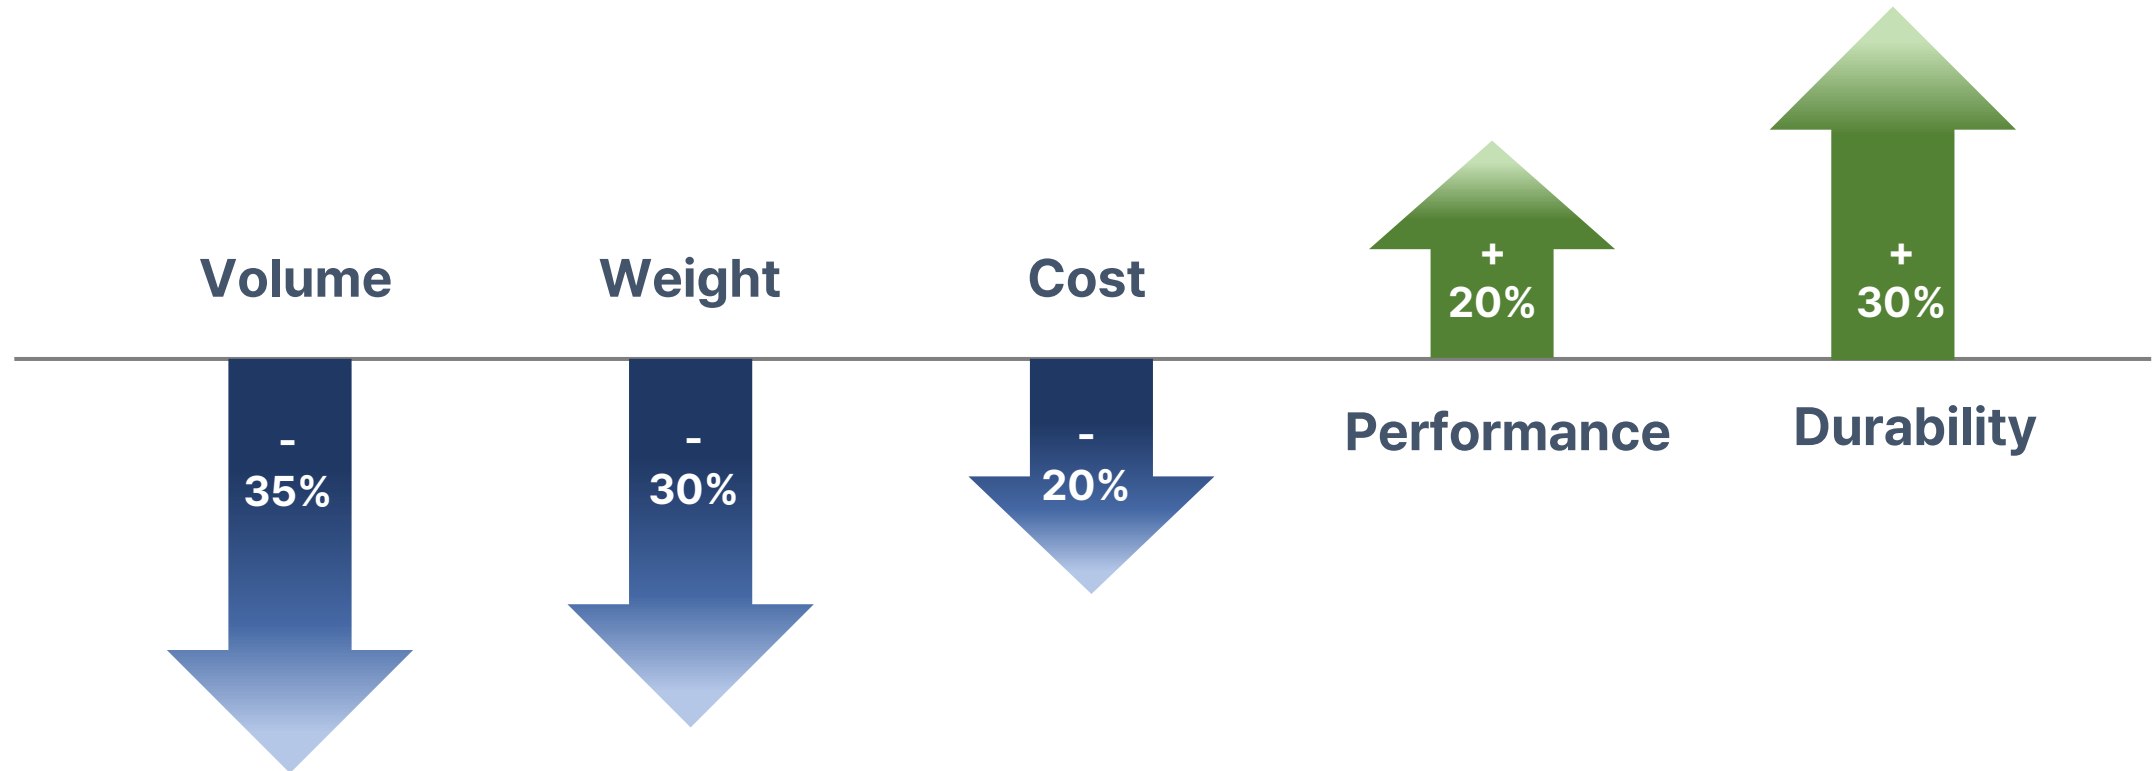 Volume
Weight
Cost
-
35%
-
30%
-
20%
+
20%
+
30%
Performance
Durability